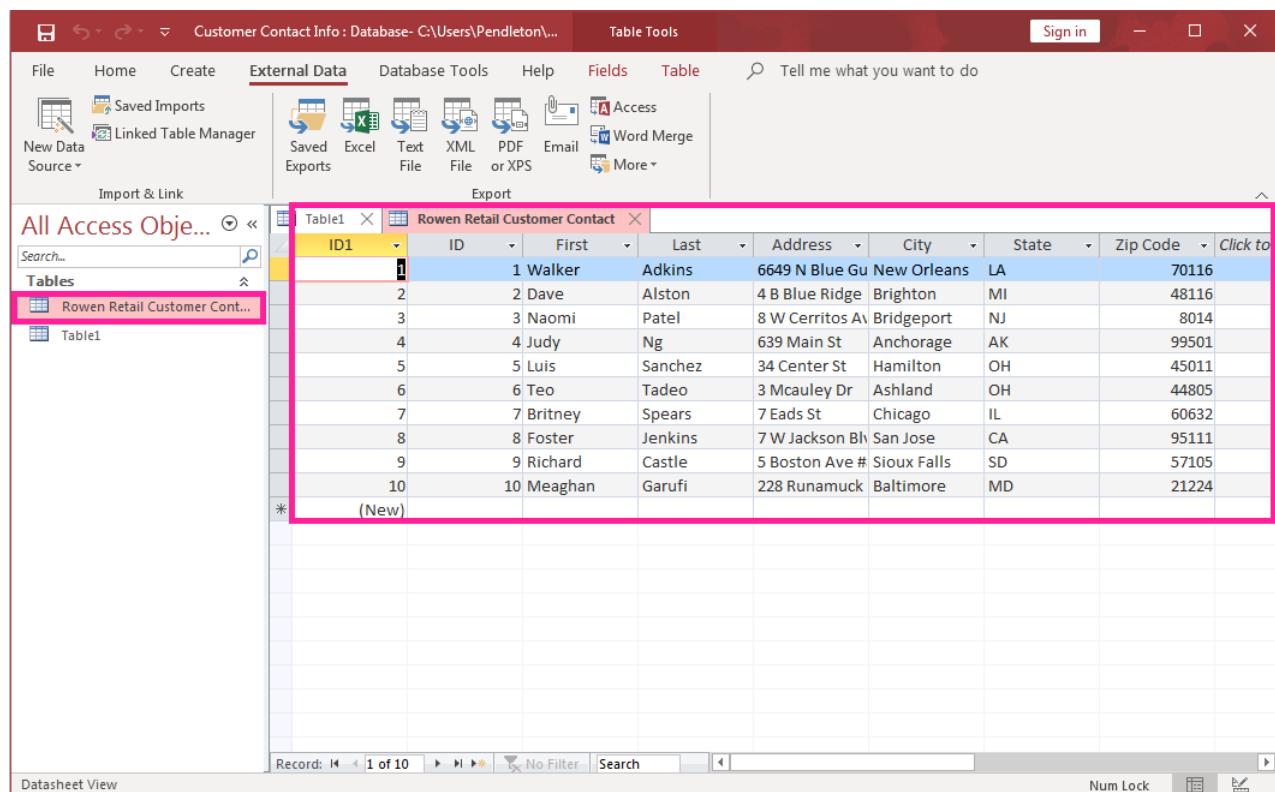 Customer Contact Info : Database- C:\Users\Pendleton\... Table Tools Sign in
File Home Create External Data Database Tools Help Fields Table Tell me what you want to do
New Data Source
Saved Imports
Linked Table Manager
Import & Link
Saved Exports
Excel
Text File
XML File
PDF or XPS
Email
Access
Word Merge
More
Export
All Access Obje...
Search...
Tables
Rowen Retail Customer Cont...
Table1
Table1 Rowen Retail Customer Contact
ID1 ID First Last Address City State Zip Code Click to
1 1 Walker Adkins 6649 N Blue Gu New Orleans LA 70116
2 2 Dave Alston 4 B Blue Ridge Brighton MI 48116
3 3 Naomi Patel 8 W Cerritos Av Bridgeport NJ 8014
4 4 Judy Ng 639 Main St Anchorage AK 99501
5 5 Luis Sanchez 34 Center St Hamilton OH 45011
6 6 Teo Tadeo 3 Mcauley Dr Ashland OH 44805
7 7 Britney Spears 7 Eads St Chicago IL 60632
8 8 Foster Jenkins 7 W Jackson Blv San Jose CA 95111
9 9 Richard Castle 5 Boston Ave # Sioux Falls SD 57105
10 10 Meaghan Garufi 228 Runamuck Baltimore MD 21224
(New)
Record: 1 of 10 No Filter Search
Datasheet View Num Lock